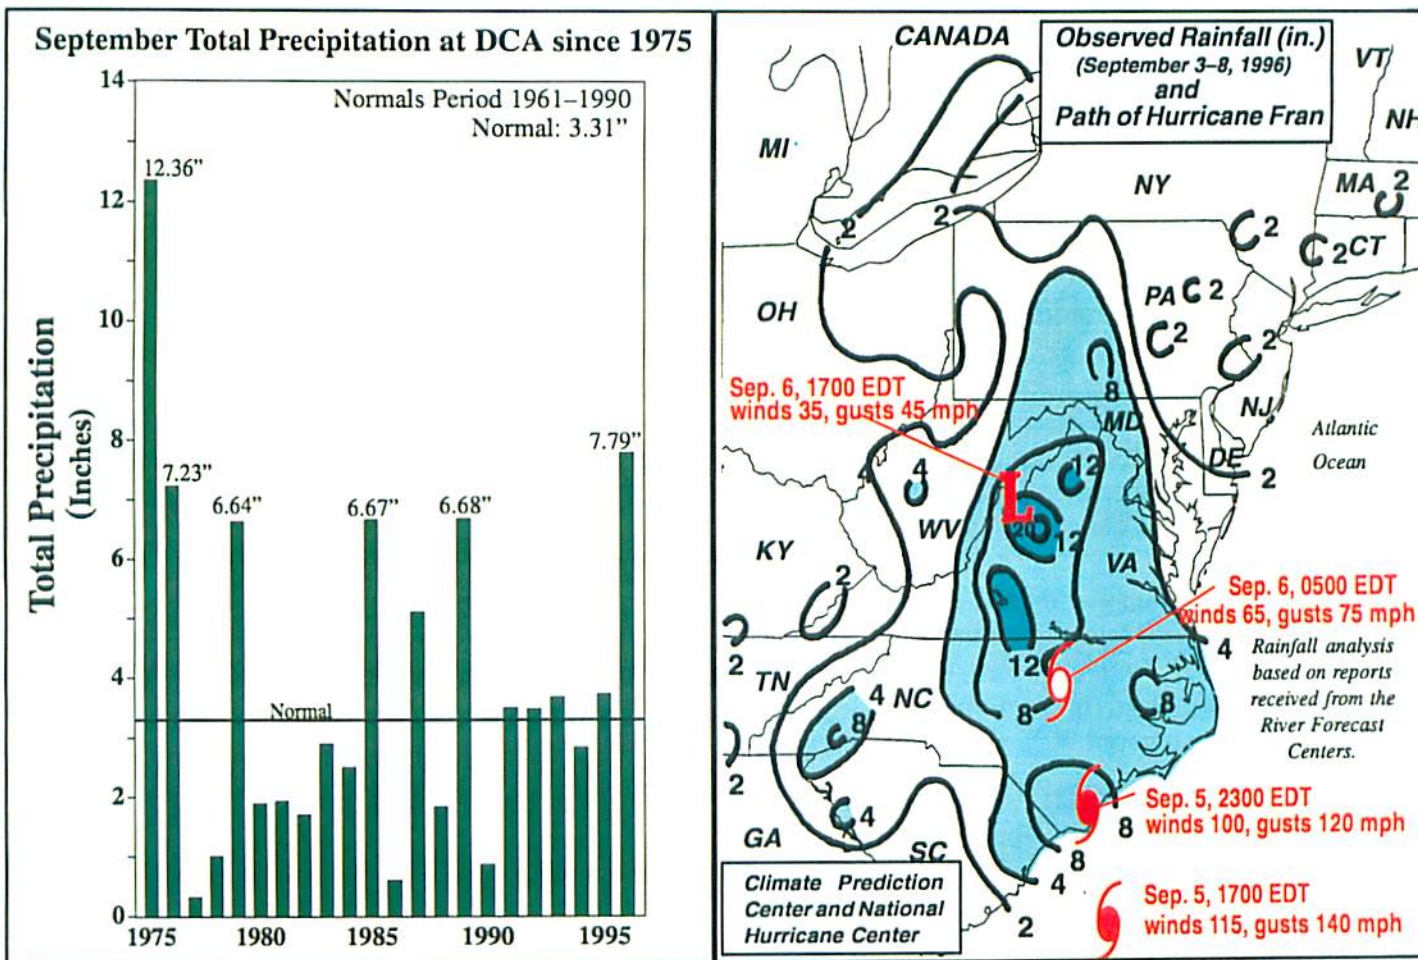 September Total Precipitation at DCA since 1975
Normals Period 1961–1990
Normal: 3.31”
Total Precipitation
(Inches)
14
12
10
8
6
4
2
0
12.36”
7.23”
6.64”
6.67”
6.68”
7.79”
Normal
1975
1980
1985
1990
1995
Observed Rainfall (in.)
(September 3–8, 1996)
and
Path of Hurricane Fran
CANADA
VT
NH
MI
NY
MA
2
2
2
2
2
CT
OH
PA
2
2
2
8
NJ
Sep. 6, 1700 EDT
winds 35, gusts 45 mph
MD
Atlantic
Ocean
DE
2
4
4
12
L
20
12
WV
KY
VA
2
Sep. 6, 0500 EDT
winds 65, gusts 75 mph
2
12
4
Rainfall analysis
based on reports
received from the
River Forecast
Centers.
TN
4
NC
8
8
8
2
Sep. 5, 2300 EDT
winds 100, gusts 120 mph
4
8
8
GA
SC
4
2
Climate Prediction
Center and National
Hurricane Center
Sep. 5, 1700 EDT
winds 115, gusts 140 mph